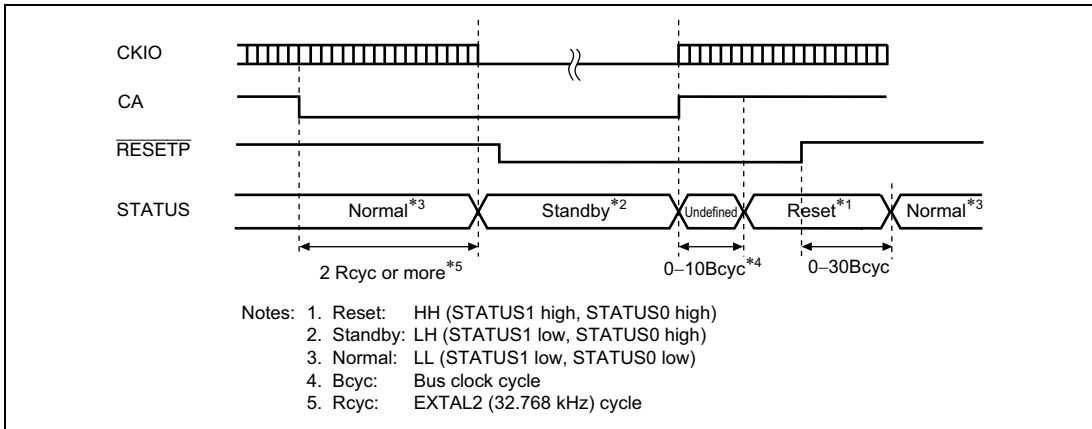 CKIO
CA
RESETP
STATUS
Normal*3
Standby*2
Undefined
Reset*1
Normal*3
2 Rcyc or more*5
0–10Bcyc*4
0–30Bcyc
Notes: 1. Reset: HH (STATUS1 high, STATUS0 high)
2. Standby: LH (STATUS1 low, STATUS0 high)
3. Normal: LL (STATUS1 low, STATUS0 low)
4. Bcyc: Bus clock cycle
5. Rcyc: EXTAL2 (32.768 kHz) cycle